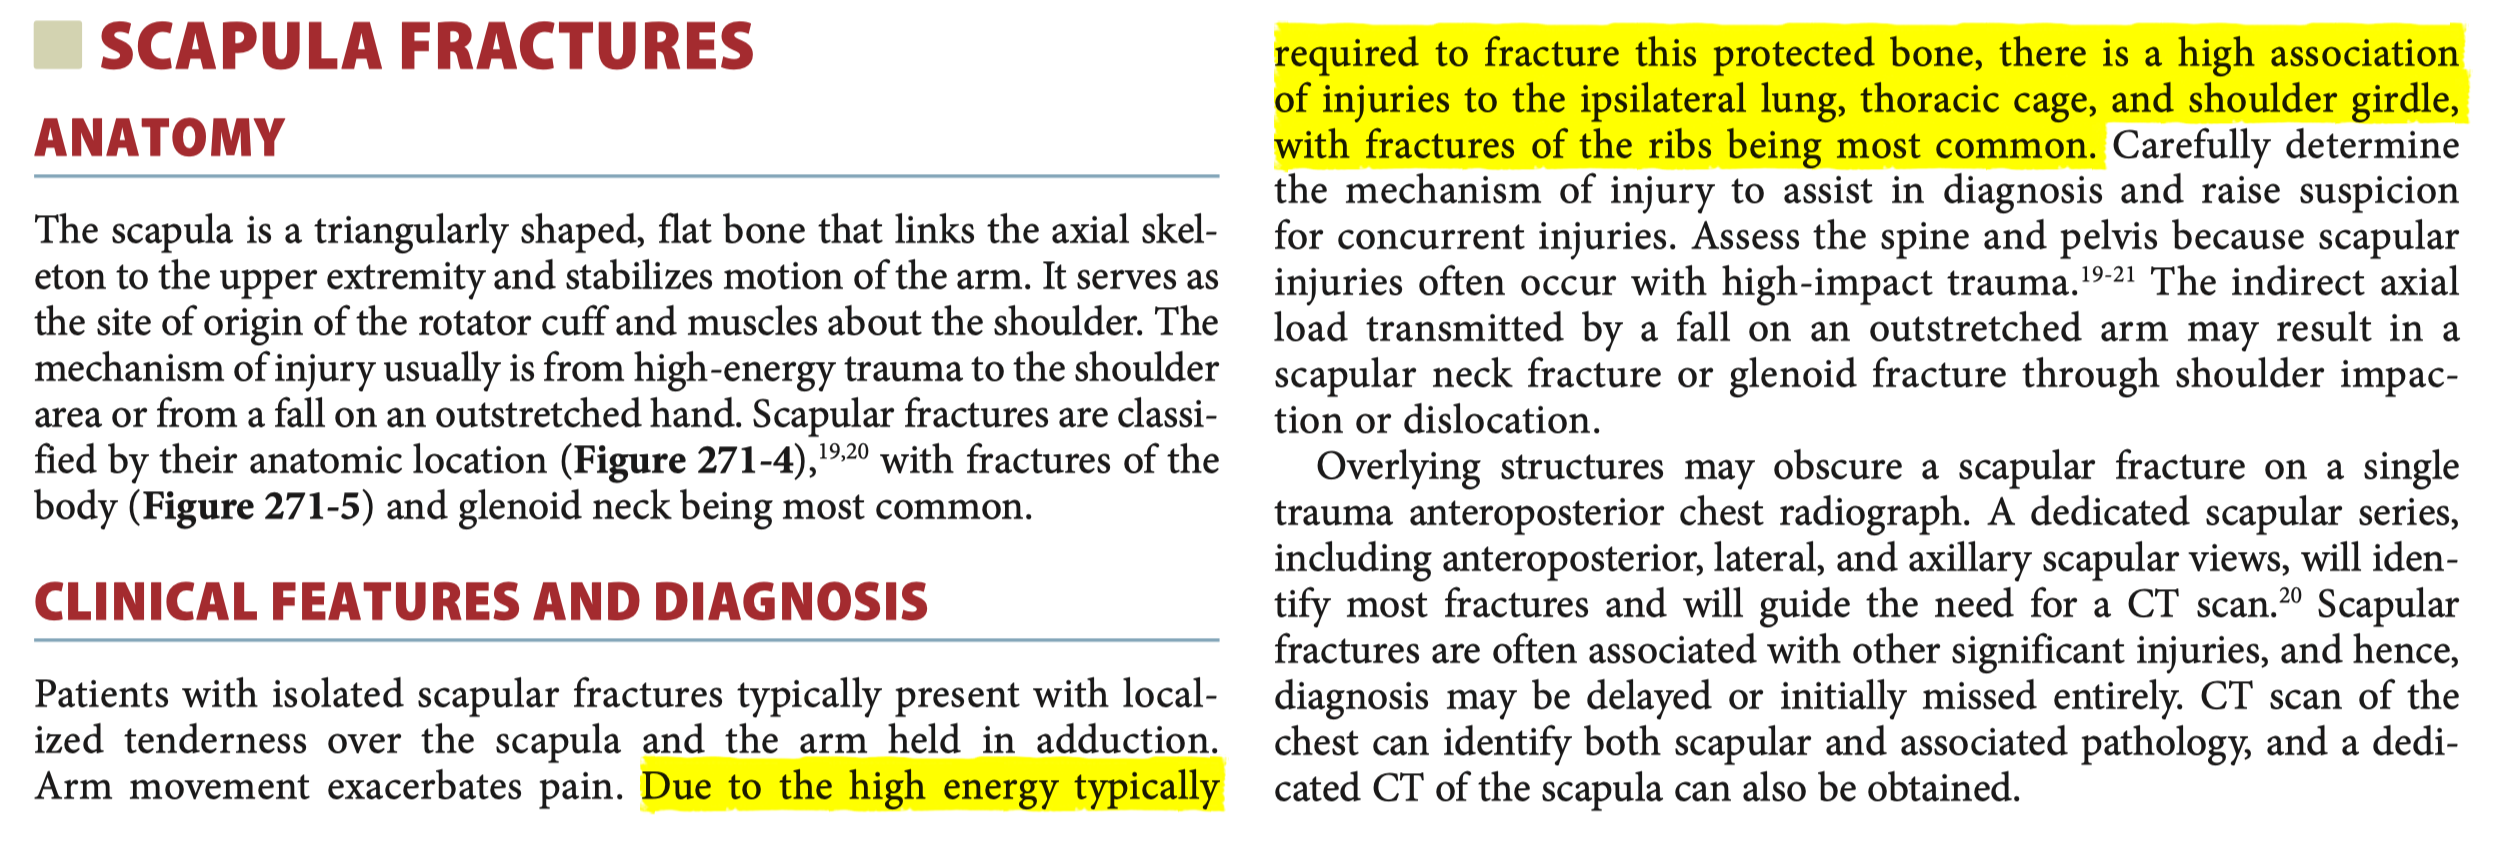 SCAPULA FRACTURES
ANATOMY
The scapula is a triangularly shaped, flat bone that links the axial skel-
eton to the upper extremity and stabilizes motion of the arm. It serves as
the site of origin of the rotator cuff and muscles about the shoulder. The
mechanism of injury usually is from high-energy trauma to the shoulder
area or from a fall on an outstretched hand. Scapular fractures are classi-
fied by their anatomic location (Figure 271-4),19,20 with fractures of the
body (Figure 271-5) and glenoid neck being most common.
CLINICAL FEATURES AND DIAGNOSIS
Patients with isolated scapular fractures typically present with local-
ized tenderness over the scapula and the arm held in adduction.
Arm movement exacerbates pain. Due to the high energy typically
required to fracture this protected bone, there is a high association
of injuries to the ipsilateral lung, thoracic cage, and shoulder girdle,
with fractures of the ribs being most common. Carefully determine
the mechanism of injury to assist in diagnosis and raise suspicion
for concurrent injuries. Assess the spine and pelvis because scapular
injuries often occur with high-impact trauma.19-21 The indirect axial
load transmitted by a fall on an outstretched arm may result in a
scapular neck fracture or glenoid fracture through shoulder impac-
tion or dislocation.
Overlying structures may obscure a scapular fracture on a single
trauma anteroposterior chest radiograph. A dedicated scapular series,
including anteroposterior, lateral, and axillary scapular views, will iden-
tify most fractures and will guide the need for a CT scan.20 Scapular
fractures are often associated with other significant injuries, and hence,
diagnosis may be delayed or initially missed entirely. CT scan of the
chest can identify both scapular and associated pathology, and a dedi-
cated CT of the scapula can also be obtained.